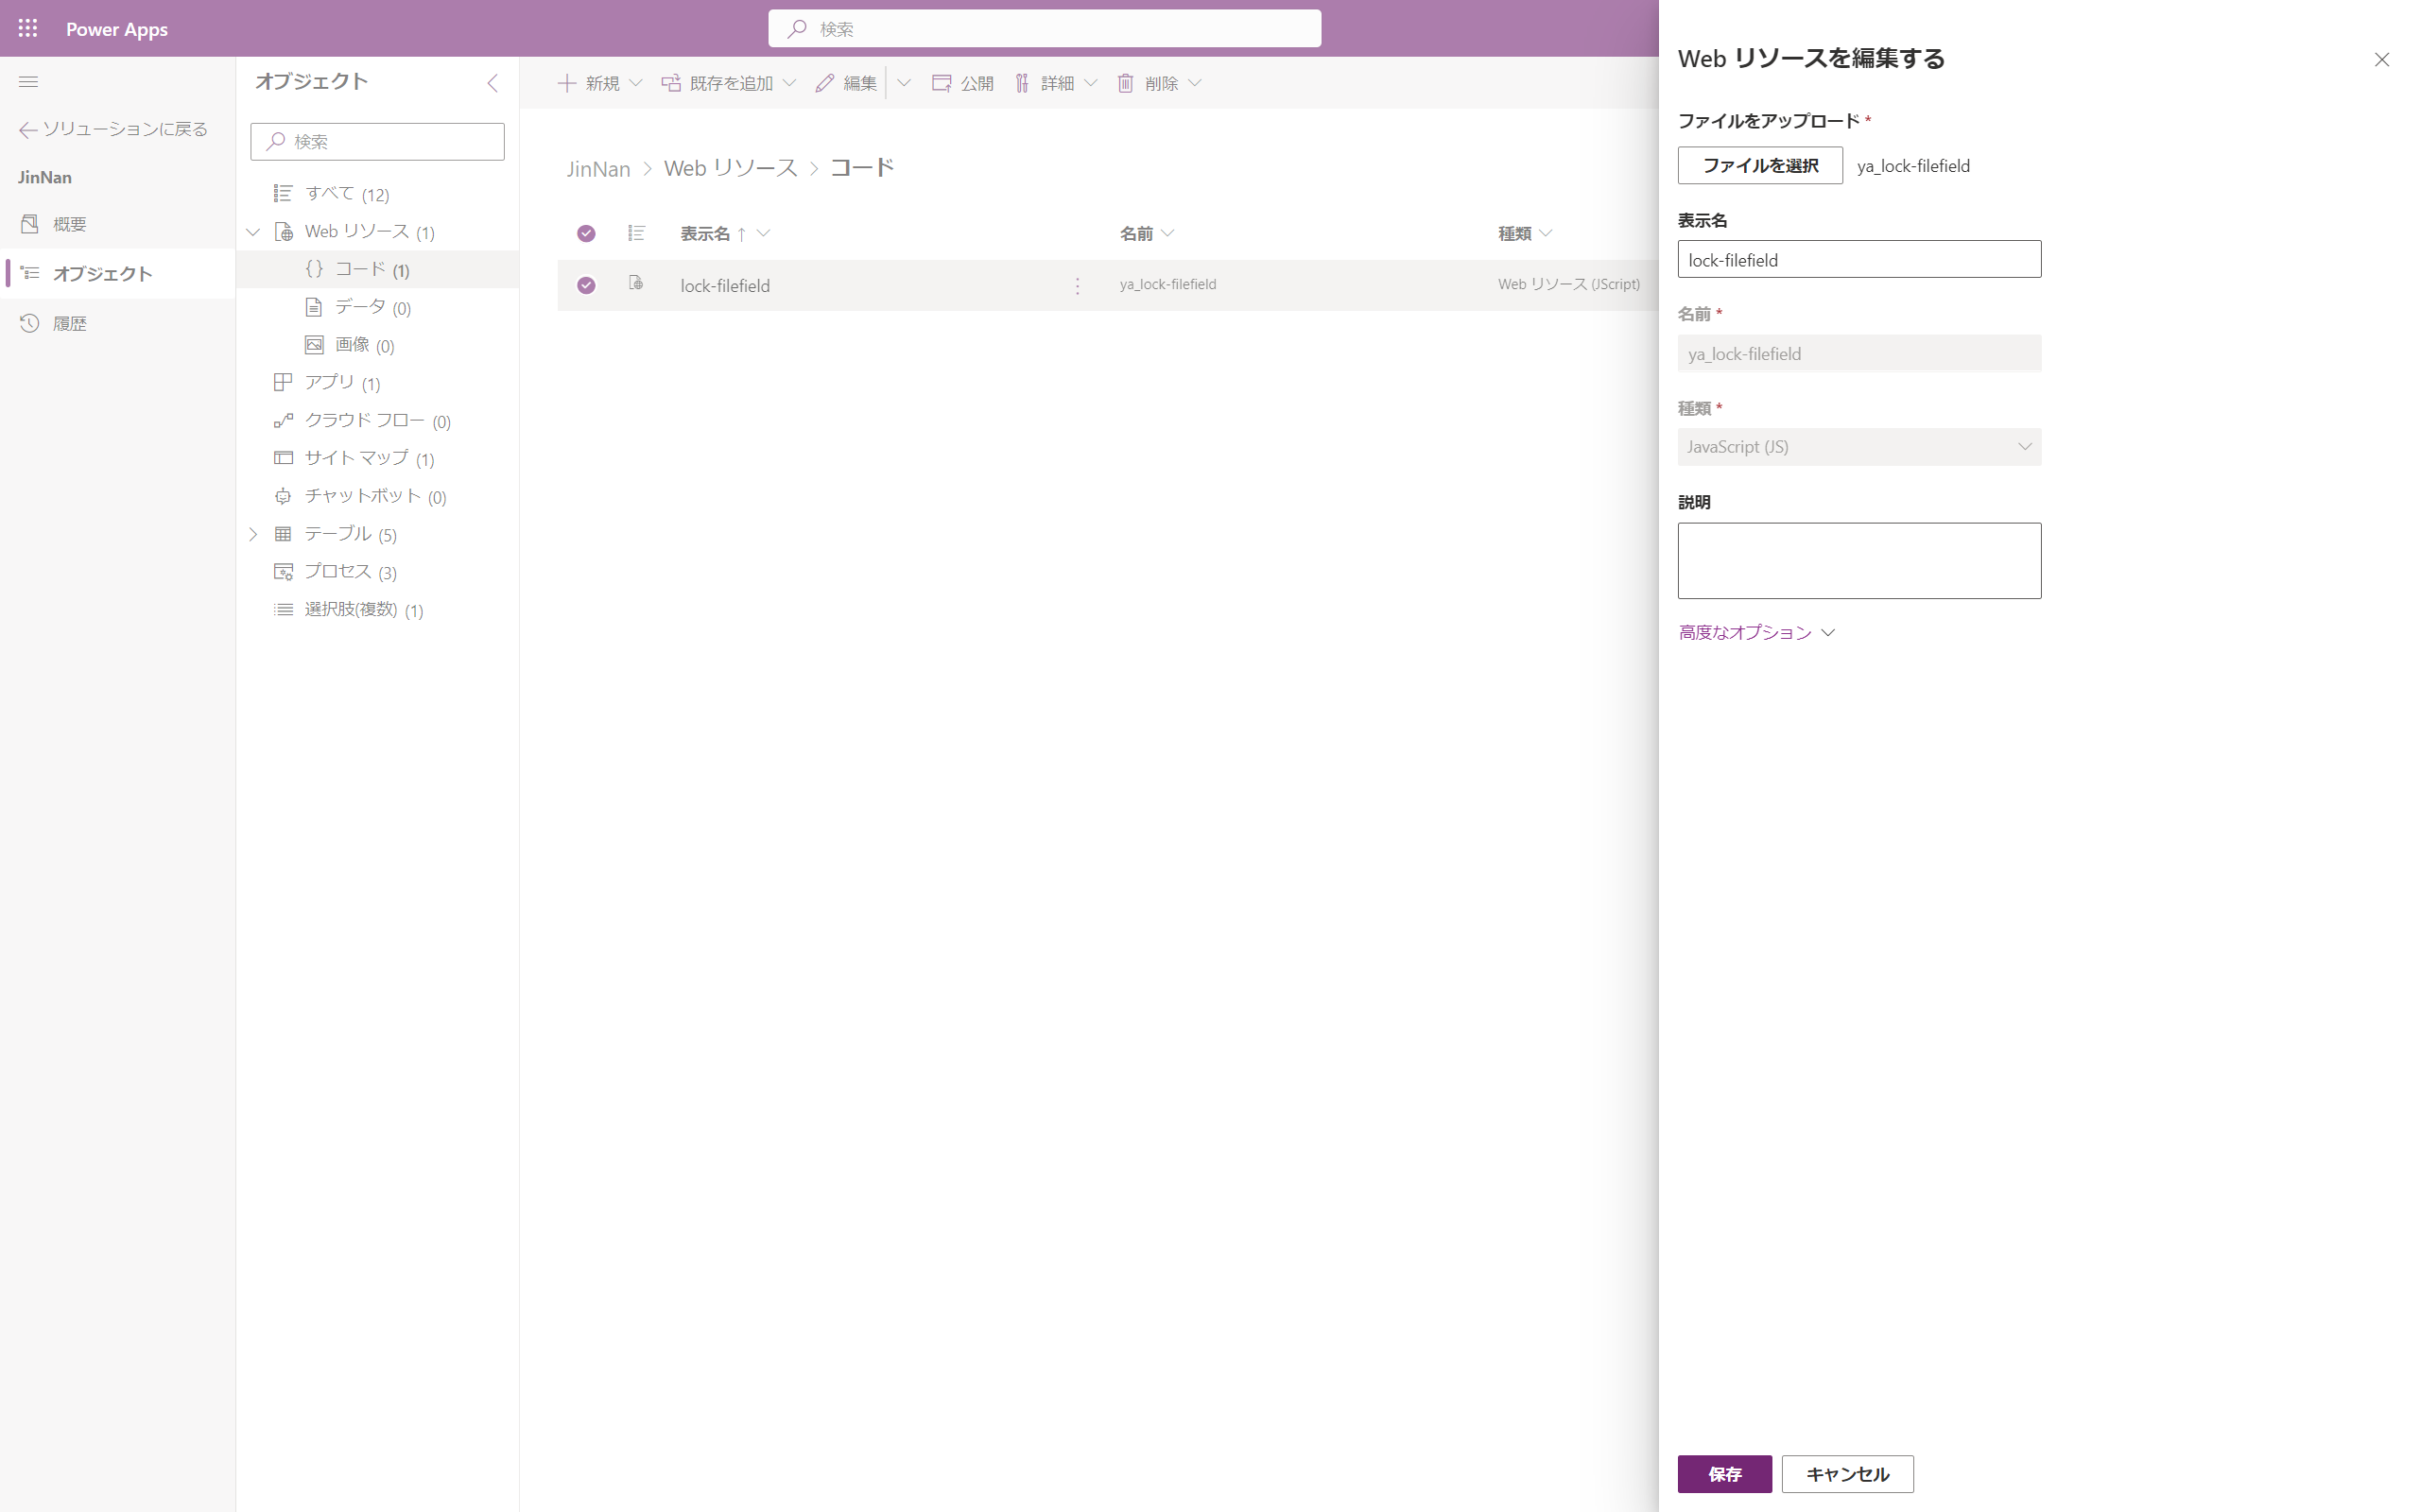 Power Apps
検索
ソリューションに戻る
JinNan
概要
オブジェクト
履歴
オブジェクト
検索
すべて (12)
Web リソース (1)
{ } コード (1)
データ (0)
画像 (0)
アプリ (1)
クラウド フロー (0)
サイト マップ (1)
チャットボット (0)
テーブル (5)
プロセス (3)
選択肢(複数) (1)
新規 既存を追加 編集 公開 詳細 削除
JinNan > Web リソース > コード
表示名 ↑ 名前 種類
lock-filefield ya_lock-filefield Web リソース (JScript)
Web リソースを編集する
ファイルをアップロード *
ファイルを選択 ya_lock-filefield
表示名
lock-filefield
名前 *
ya_lock-filefield
種類 *
JavaScript (JS)
説明
高度なオプション
保存 キャンセル